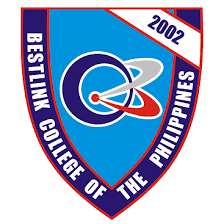 2002
BESTLINK COLLEGE OF THE PHILIPPINES